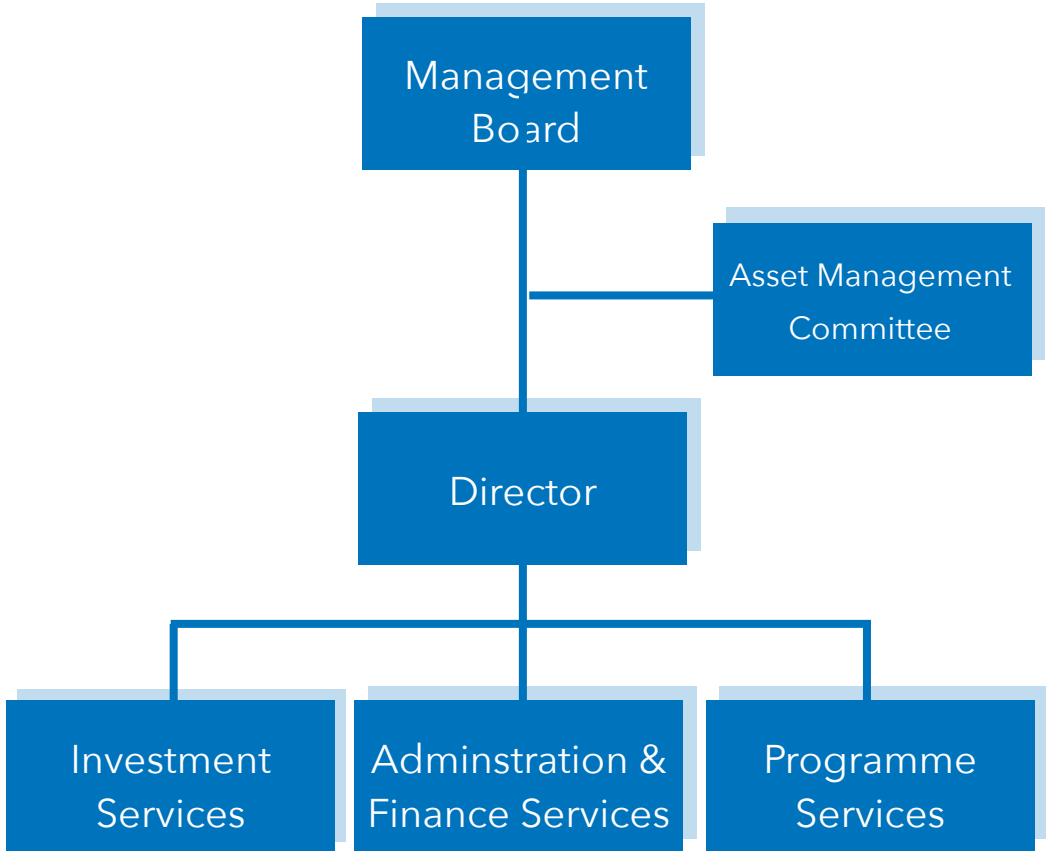 Management
Board
Asset Management
Committee
Director
Investment
Services
Adminstration &
Finance Services
Programme
Services